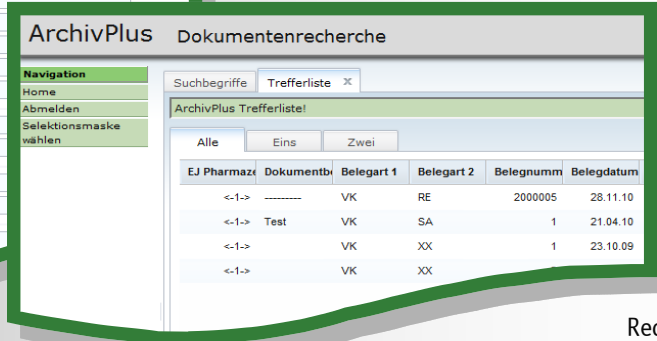 ArchivPlus Dokumentenrecherche
Navigation
Home
Abmelden
Selektionsmaske
wählen
Suchbegriffe Trefferliste X
ArchivPlus Trefferliste!
Alle Eins Zwei
EJ Pharmaze Dokumentbe Belegart 1 Belegart 2 Belegnumm Belegdatum
<-1-> --------- VK RE 2000005 28.11.10
<-1-> Test VK SA 1 21.04.10
<-1-> VK XX 1 23.10.09
<-1-> VK XX
Rec